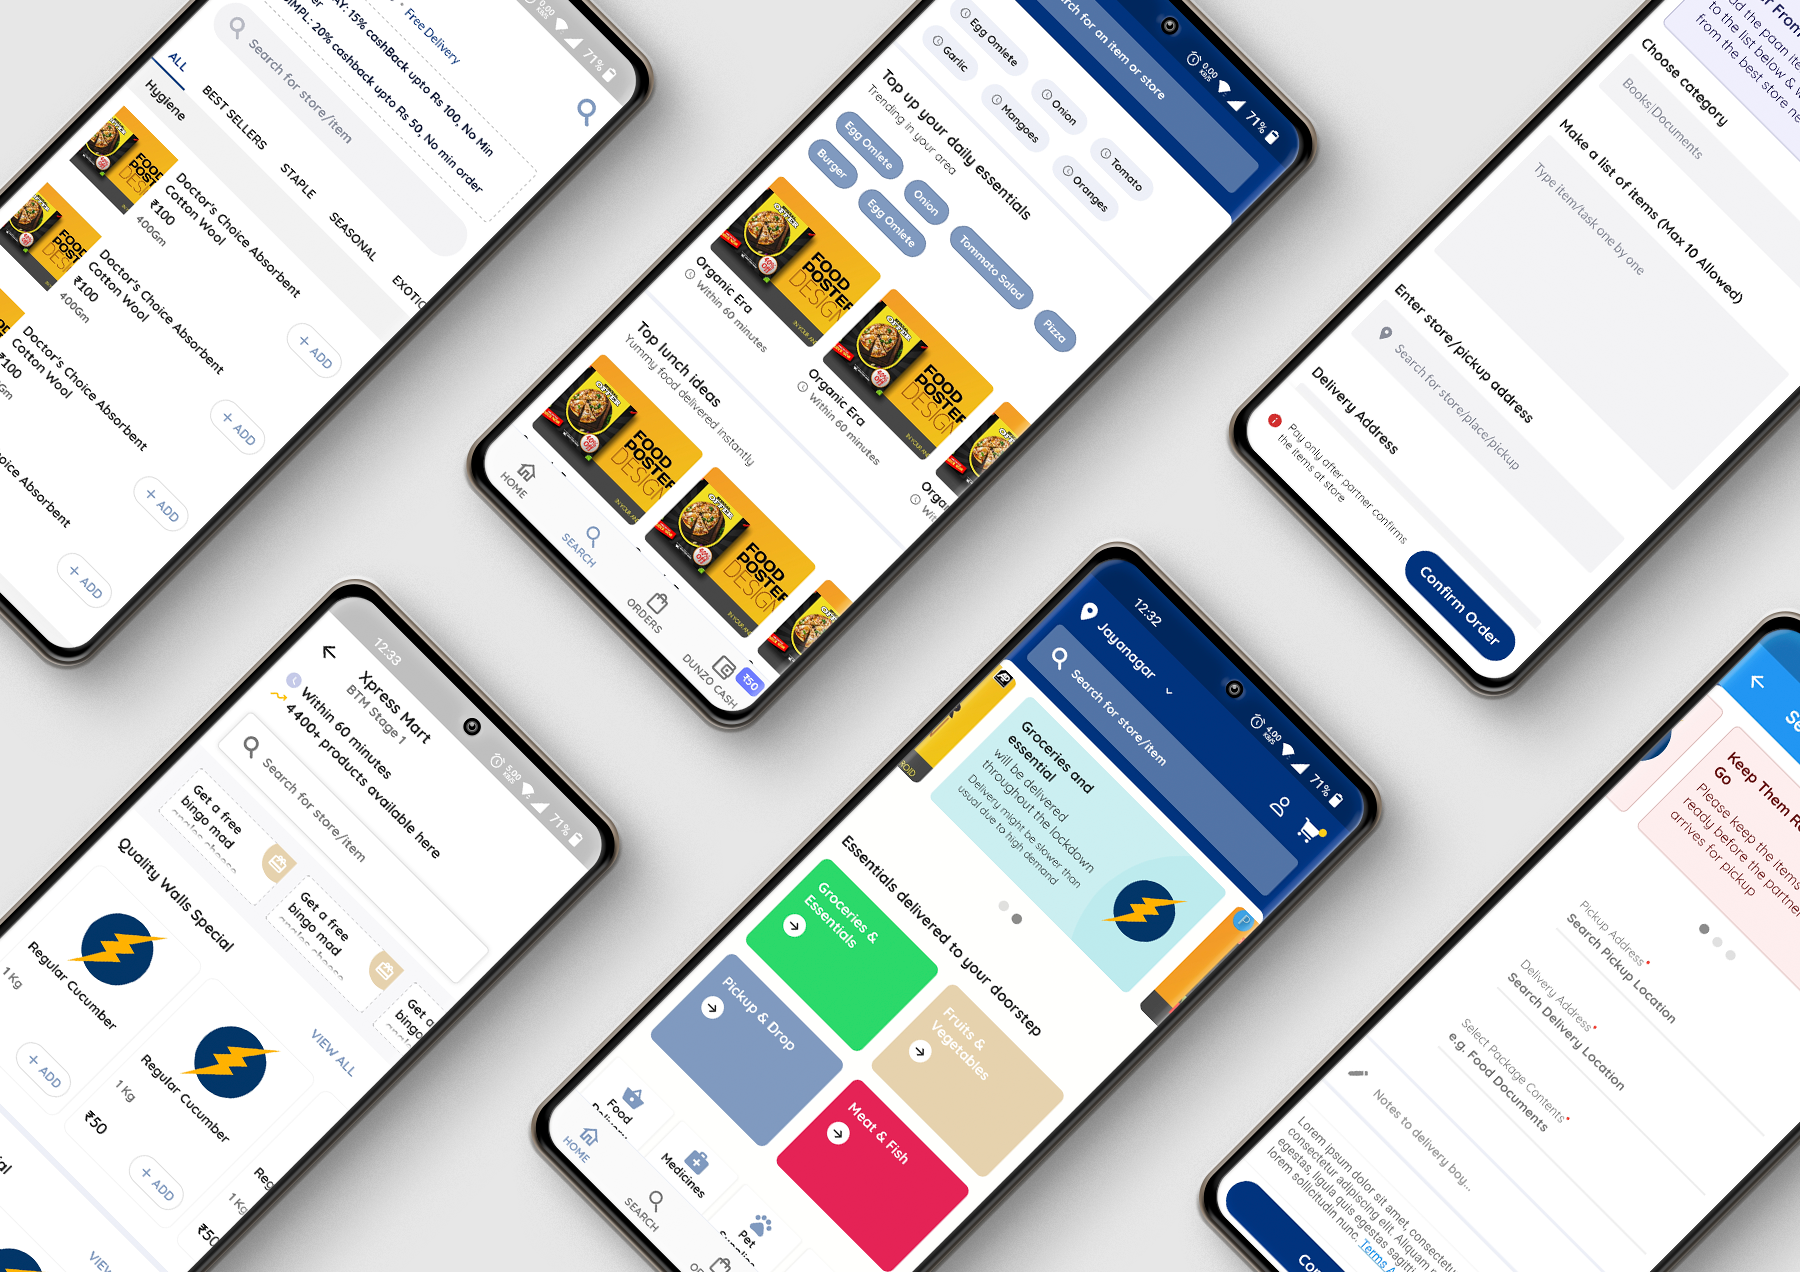 Free Delivery
AY: 15% cashBack upto Rs 100, No Min
SIMPL: 20% cashback upto Rs 50, No min order
71%
Search for store/item
ALL
BEST SELLERS
STAPLE
SEASONAL
EXOTIC
Hygiene
Doctor's Choice Absorbent
Cotton Wool
₹100
400Gm
+ ADD
Doctor's Choice Absorbent
Cotton Wool
₹100
400Gm
+ ADD
Doctor's Choice Absorbent
Cotton Wool
₹100
+ ADD
oice Absorbent
+ ADD
0.00
KB/S
71%
rch for an item or store
Egg Omlete
Garlic
Onion
Mangoes
Tomato
Oranges
Top up your daily essentials
Trending in your area
Egg Omlete
Burger
Onion
Egg Omlete
Tommato Salad
Pizza
FOOD
POSTER
DESIGN
Organic Era
Within 60 minutes
FOOD
POSTER
DESIGN
Organic Era
Within 60 minutes
Orga
Top lunch ideas
Yummy food delivered instantly
FOOD
POSTER
DESIGN
FOOD
POSTER
DESIGN
HOME
SEARCH
ORDERS
DUNZO CASH
₹50
r From
dd the paan ite
to the list below & w
from the best store ne
Choose category
Books|Documents
Make a list of items (Max 10 Allowed)
Type item/task one by one
Enter store/pickup address
Search for store/place/pickup
Delivery Address
Pay only after partner confirms
the items at store
Confirm Order
12:33
5.00
KB/S
71%
Xpress Mart
BTM Stage 1
Within 60 minutes
4400+ products available here
Search for store/item
Get a free
bingo mad
Get a free
bingo mad
Get a
bingo
Quality Walls Special
VIEW ALL
Regular Cucumber
1 Kg
+ ADD
Regular Cucumber
1 Kg
₹50
+ ADD
Reg
1 Kg
₹50
VIEW
12:32
4.00
KB/S
71%
Jayanagar
Search for store/item
Groceries and
essential
will be delivered
throughout the lockdown
Delivery might be slower than
usual due to high demand
Essentials delivered to your doorstep
Groceries &
Essentials
Fruits &
Vegetables
Pickup & Drop
Meat & Fish
Food
Medicines
Pet
HOME
SEARCH
Se
Keep Them Re
Go
Please keep the items
ready before the partner
arrives for pickup
Pickup Address *
Search Pickup Location
Delivery Address *
Search Delivery Location
Select Package Contents *
e.g. Food Documents
Notes to delivery boy...
Lorem ipsum dolor sit amet, consectetu
consectetur adipiscing elit. Aliquam
egestas, ligula quis egestas sagitti
lorem sollicitudin nunc. Terms
Con